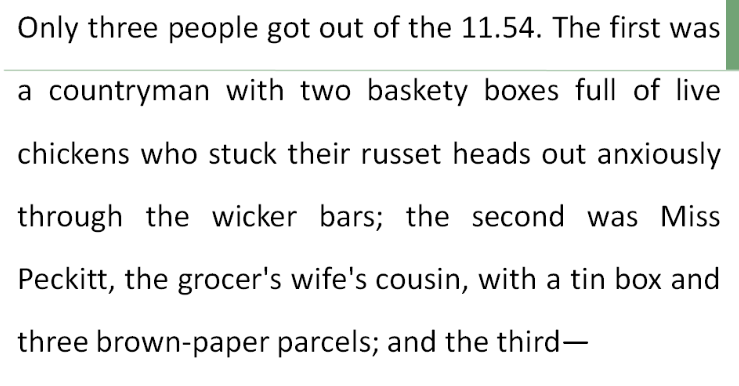 Only three people got out of the 11.54. The first was
a countryman with two baskety boxes full of live
chickens who stuck their russet heads out anxiously
through the wicker bars; the second was Miss
Peckitt, the grocer's wife's cousin, with a tin box and
three brown-paper parcels; and the third—